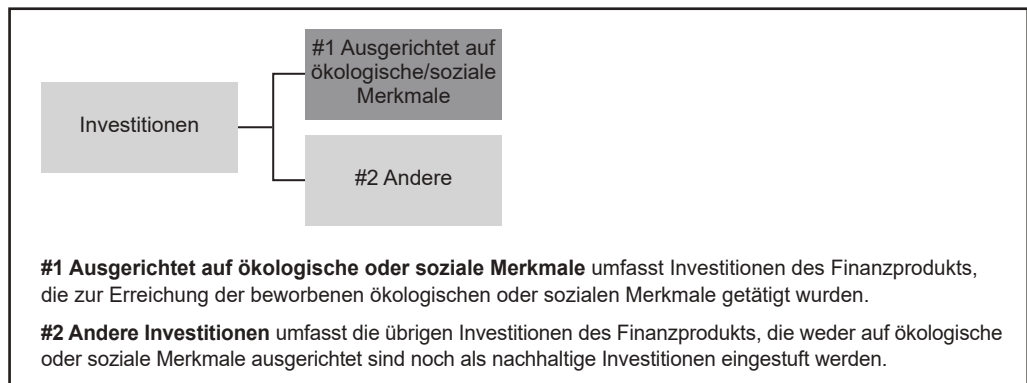 #1 Ausgerichtet auf
ökologische/soziale
Merkmale
Investitionen
#2 Andere
#1 Ausgerichtet auf ökologische oder soziale Merkmale umfasst Investitionen des Finanzprodukts,
die zur Erreichung der beworbenen ökologischen oder sozialen Merkmale getätigt wurden.
#2 Andere Investitionen umfasst die übrigen Investitionen des Finanzprodukts, die weder auf ökologische
oder soziale Merkmale ausgerichtet sind noch als nachhaltige Investitionen eingestuft werden.